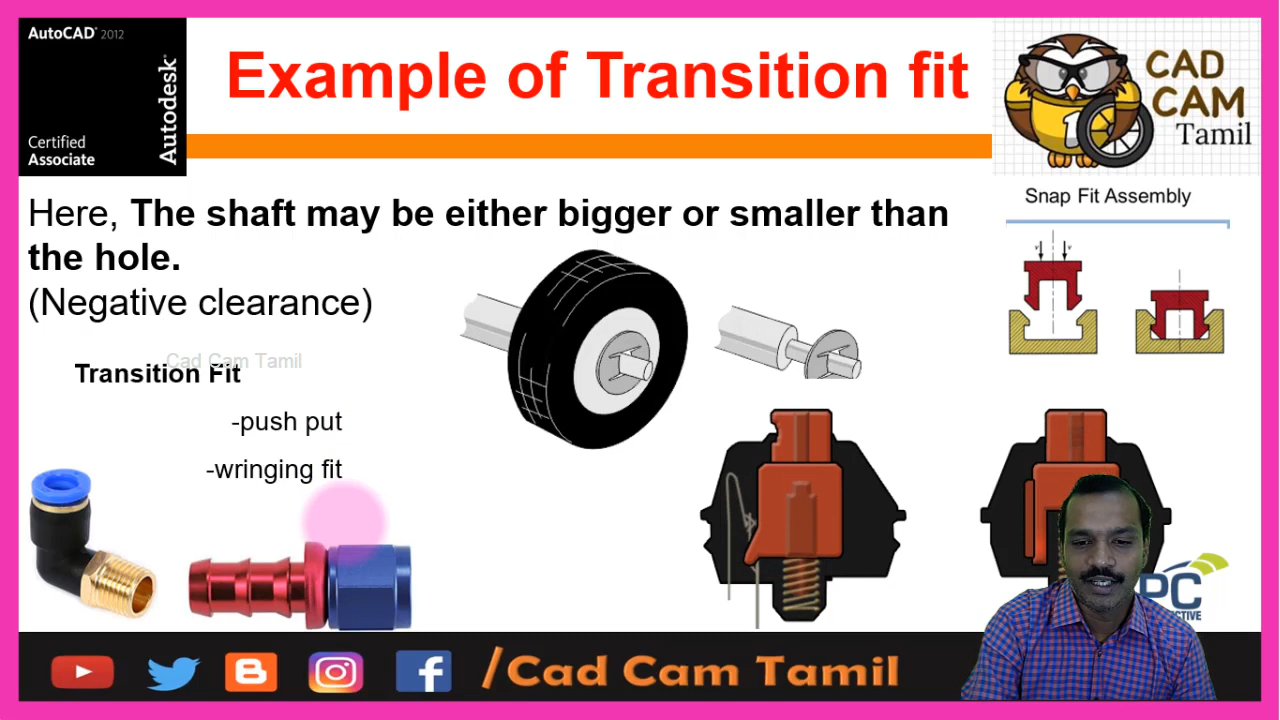 AutoCAD 2012
Autodesk
Certified
Associate
Example of Transition fit
CAD
CAM
Tamil
Here, The shaft may be either bigger or smaller than
the hole.
(Negative clearance)
Snap Fit Assembly
Cad Cam Tamil
Transition Fit
-push put
-wringing fit
PC
/Cad Cam Tamil